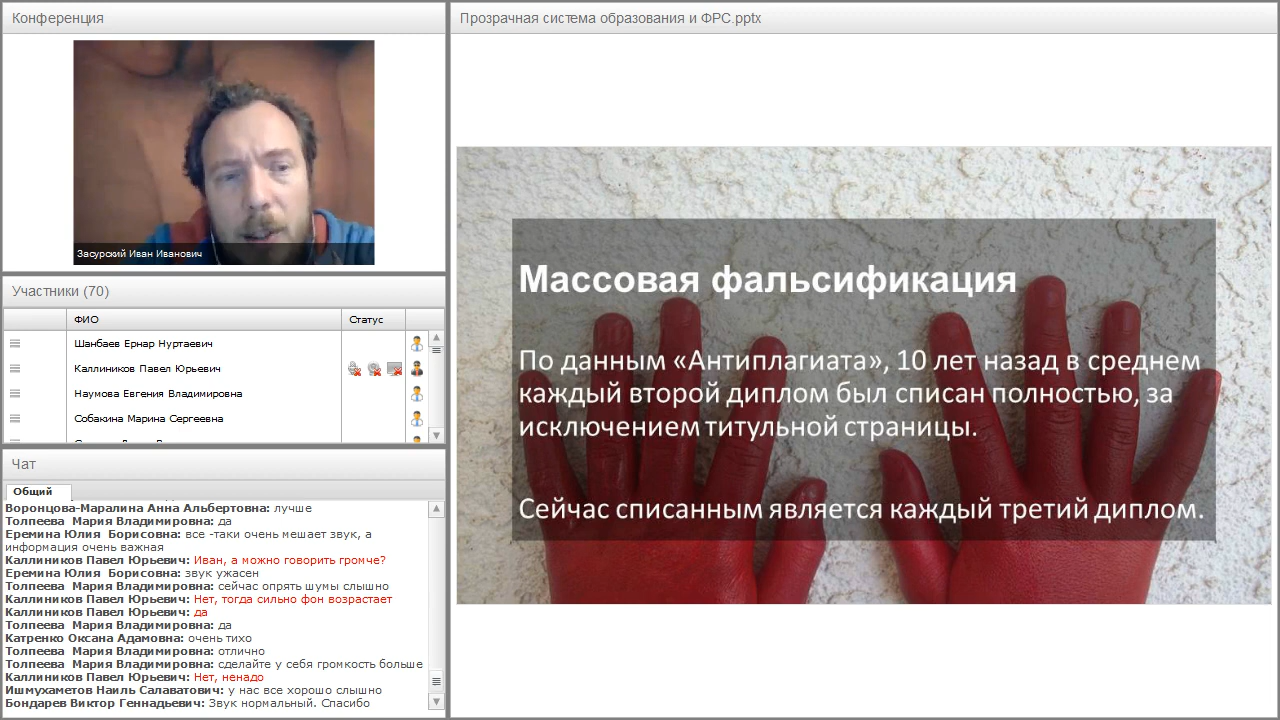 Конференция
Засурский Иван Иванович
Участники (70)
ФИО Статус
Шанбаев Ернар Нуртаевич
Каллиников Павел Юрьевич
Наумова Евгения Владимировна
Собакина Марина Сергеевна
Чат
Общий
Воронцова-Маралина Анна Альбертовна: лучше
Толпеева Мария Владимировна: да
Еремина Юлия Борисовна: все -таки очень мешает звук, а
информация очень важная
Каллиников Павел Юрьевич: Иван, а можно говорить громче?
Еремина Юлия Борисовна: звук ужасен
Толпеева Мария Владимировна: сейчас опрять шумы слышно
Каллиников Павел Юрьевич: Нет, тогда сильно фон возрастает
Каллиников Павел Юрьевич: да
Толпеева Мария Владимировна: да
Катренко Оксана Адамовна: очень тихо
Толпеева Мария Владимировна: отлично
Толпеева Мария Владимировна: сделайте у себя громкость больше
Каллиников Павел Юрьевич: Нет, ненадо
Ишмухаметов Наиль Салаватович: у нас все хорошо слышно
Бондарев Виктор Геннадьевич: Звук нормальный. Спасибо
Прозрачная система образования и ФРС.pptx
Массовая фальсификация
По данным «Антиплагиата», 10 лет назад в среднем
каждый второй диплом был списан полностью, за
исключением титульной страницы.
Сейчас списанным является каждый третий диплом.